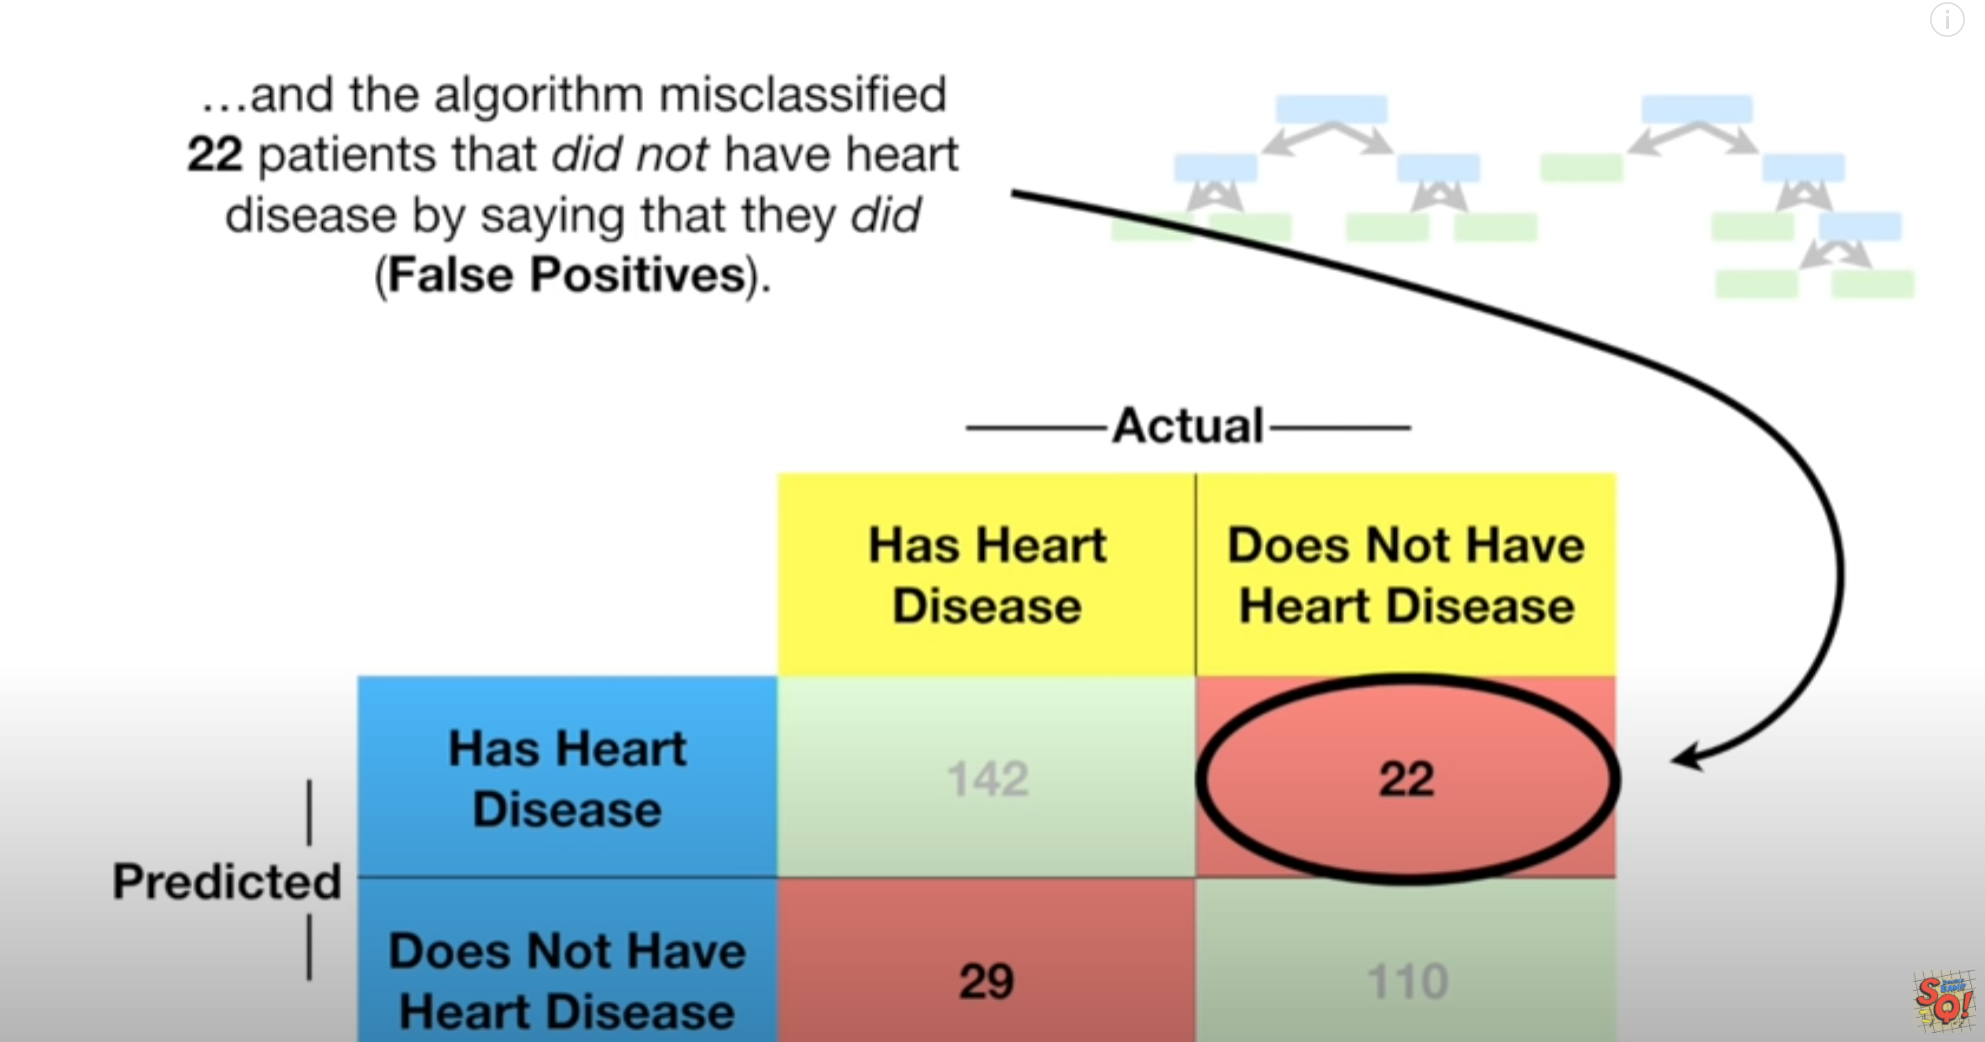 …and the algorithm misclassified
22 patients that did not have heart
disease by saying that they did
(False Positives).
Actual
Has Heart
Disease
Does Not Have
Heart Disease
Has Heart
Disease
142
22
Predicted
Does Not Have
Heart Disease
29
110
SQ!